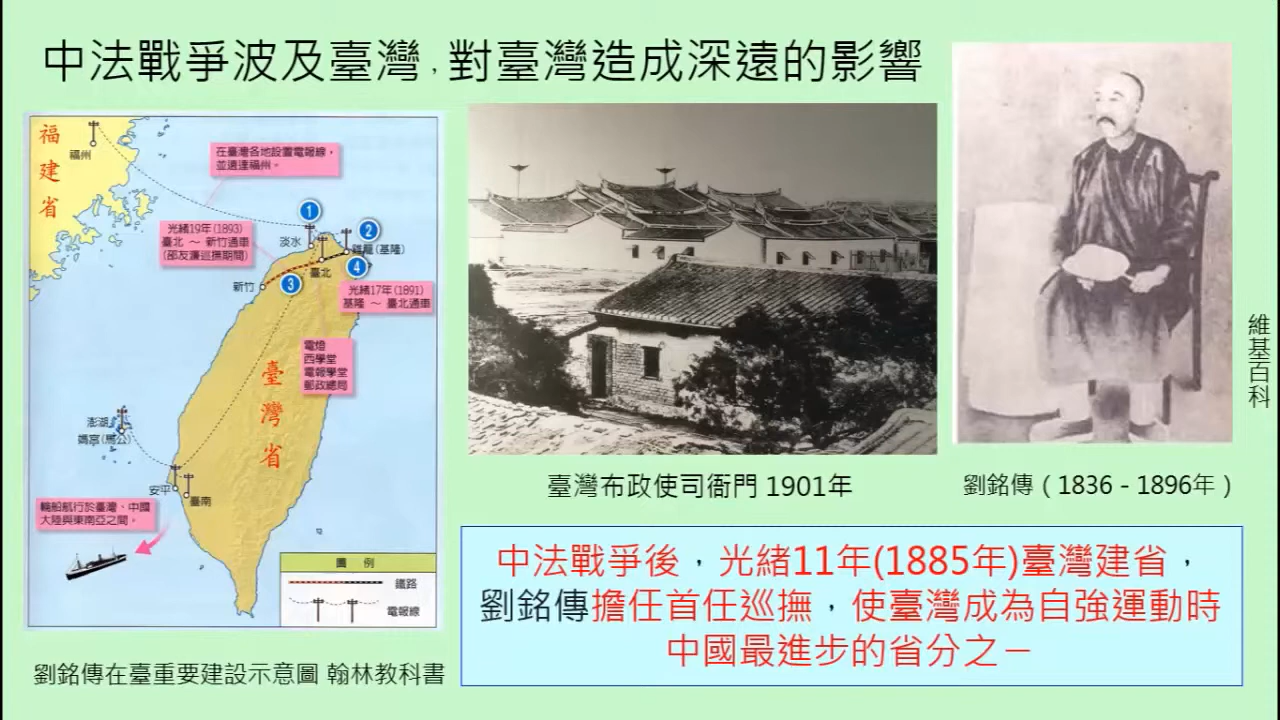 中法戰爭波及臺灣，對臺灣造成深遠的影響
福建省
福州
在臺灣各地設置電報線，
並遠達福州。
光緒19年(1893)
臺北 ～ 新竹通車
(邵友濂巡撫期間)
1
2
淡水
雞籠(基隆)
4
臺北
3
新竹
光緒17年(1891)
基隆 ～ 臺北通車
電燈
西學堂
電報學堂
郵政總局
臺灣省
澎湖
媽宮(馬公)
安平
臺南
輪船航行於臺灣、中國
大陸與東南亞之間。
圖 例
鐵路
電報線
劉銘傳在臺重要建設示意圖 翰林教科書
臺灣布政使司衙門 1901年
劉銘傳（1836 - 1896年）
維基百科
中法戰爭後，光緒11年(1885年)臺灣建省，
劉銘傳擔任首任巡撫，使臺灣成為自強運動時
中國最進步的省分之一